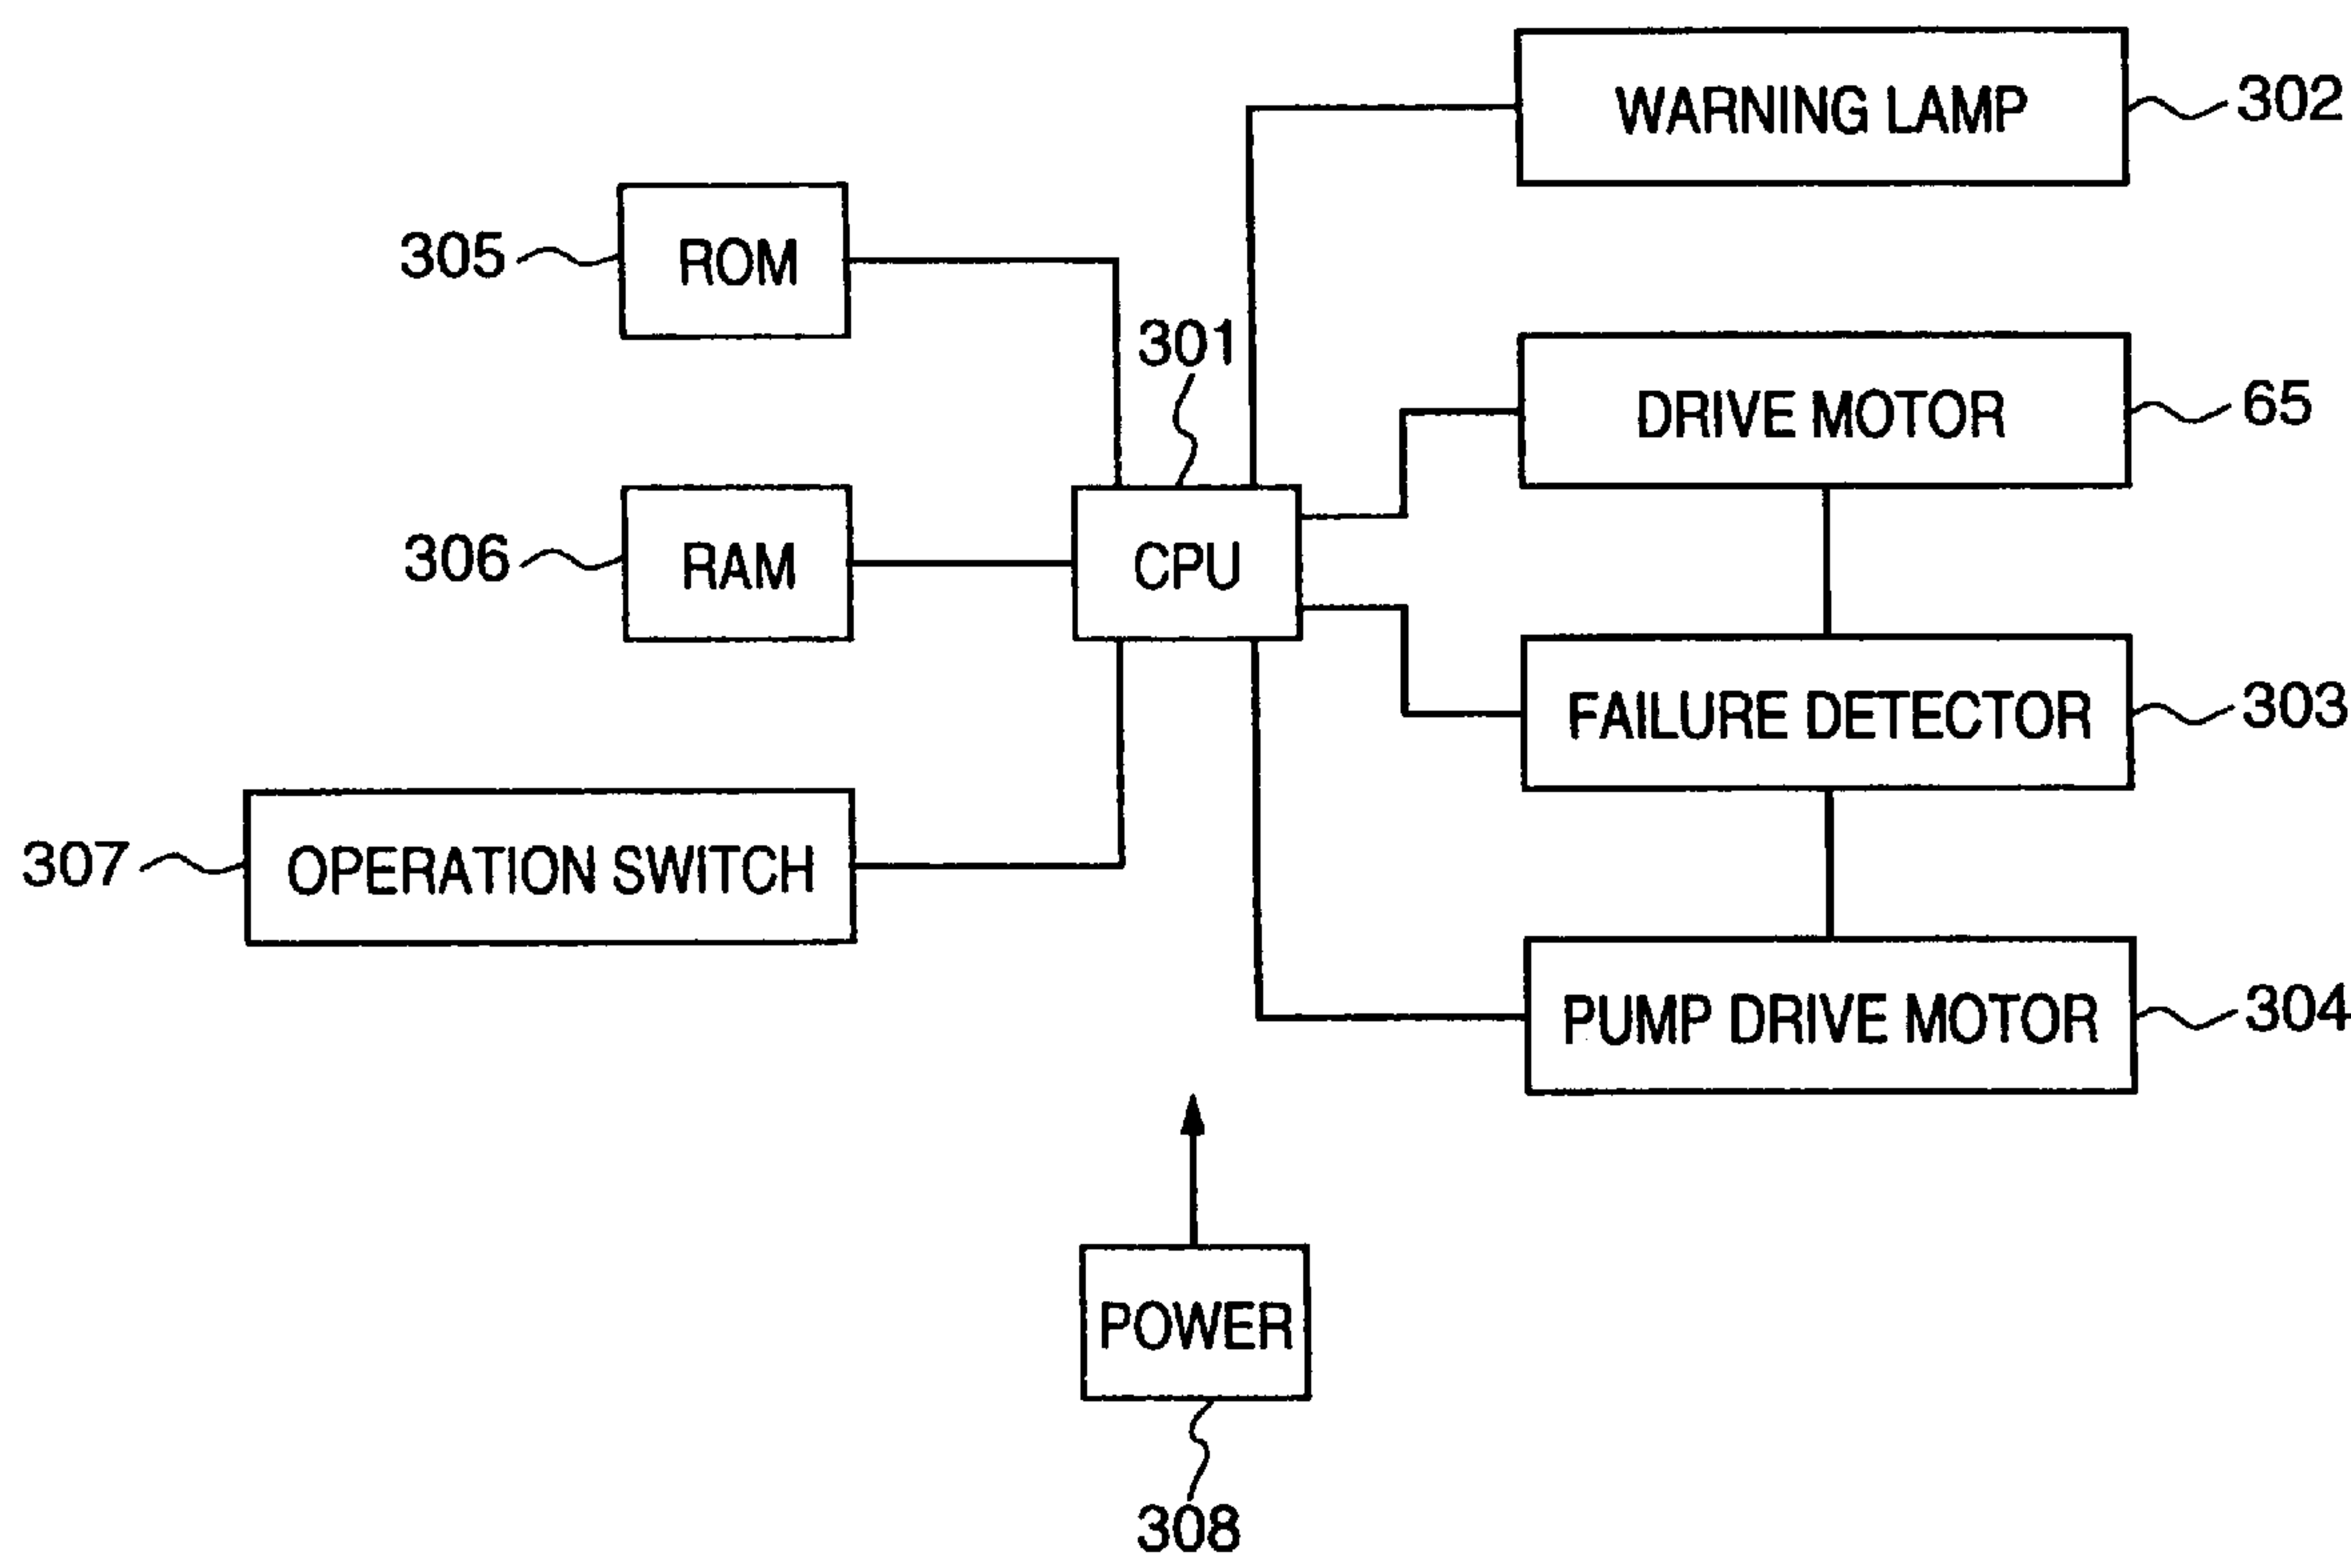 WARNING LAMP
302
305
ROM
301
DRIVE MOTOR
65
306
RAM
CPU
FAILURE DETECTOR
303
307
OPERATION SWITCH
PUMP DRIVE MOTOR
304
POWER
308